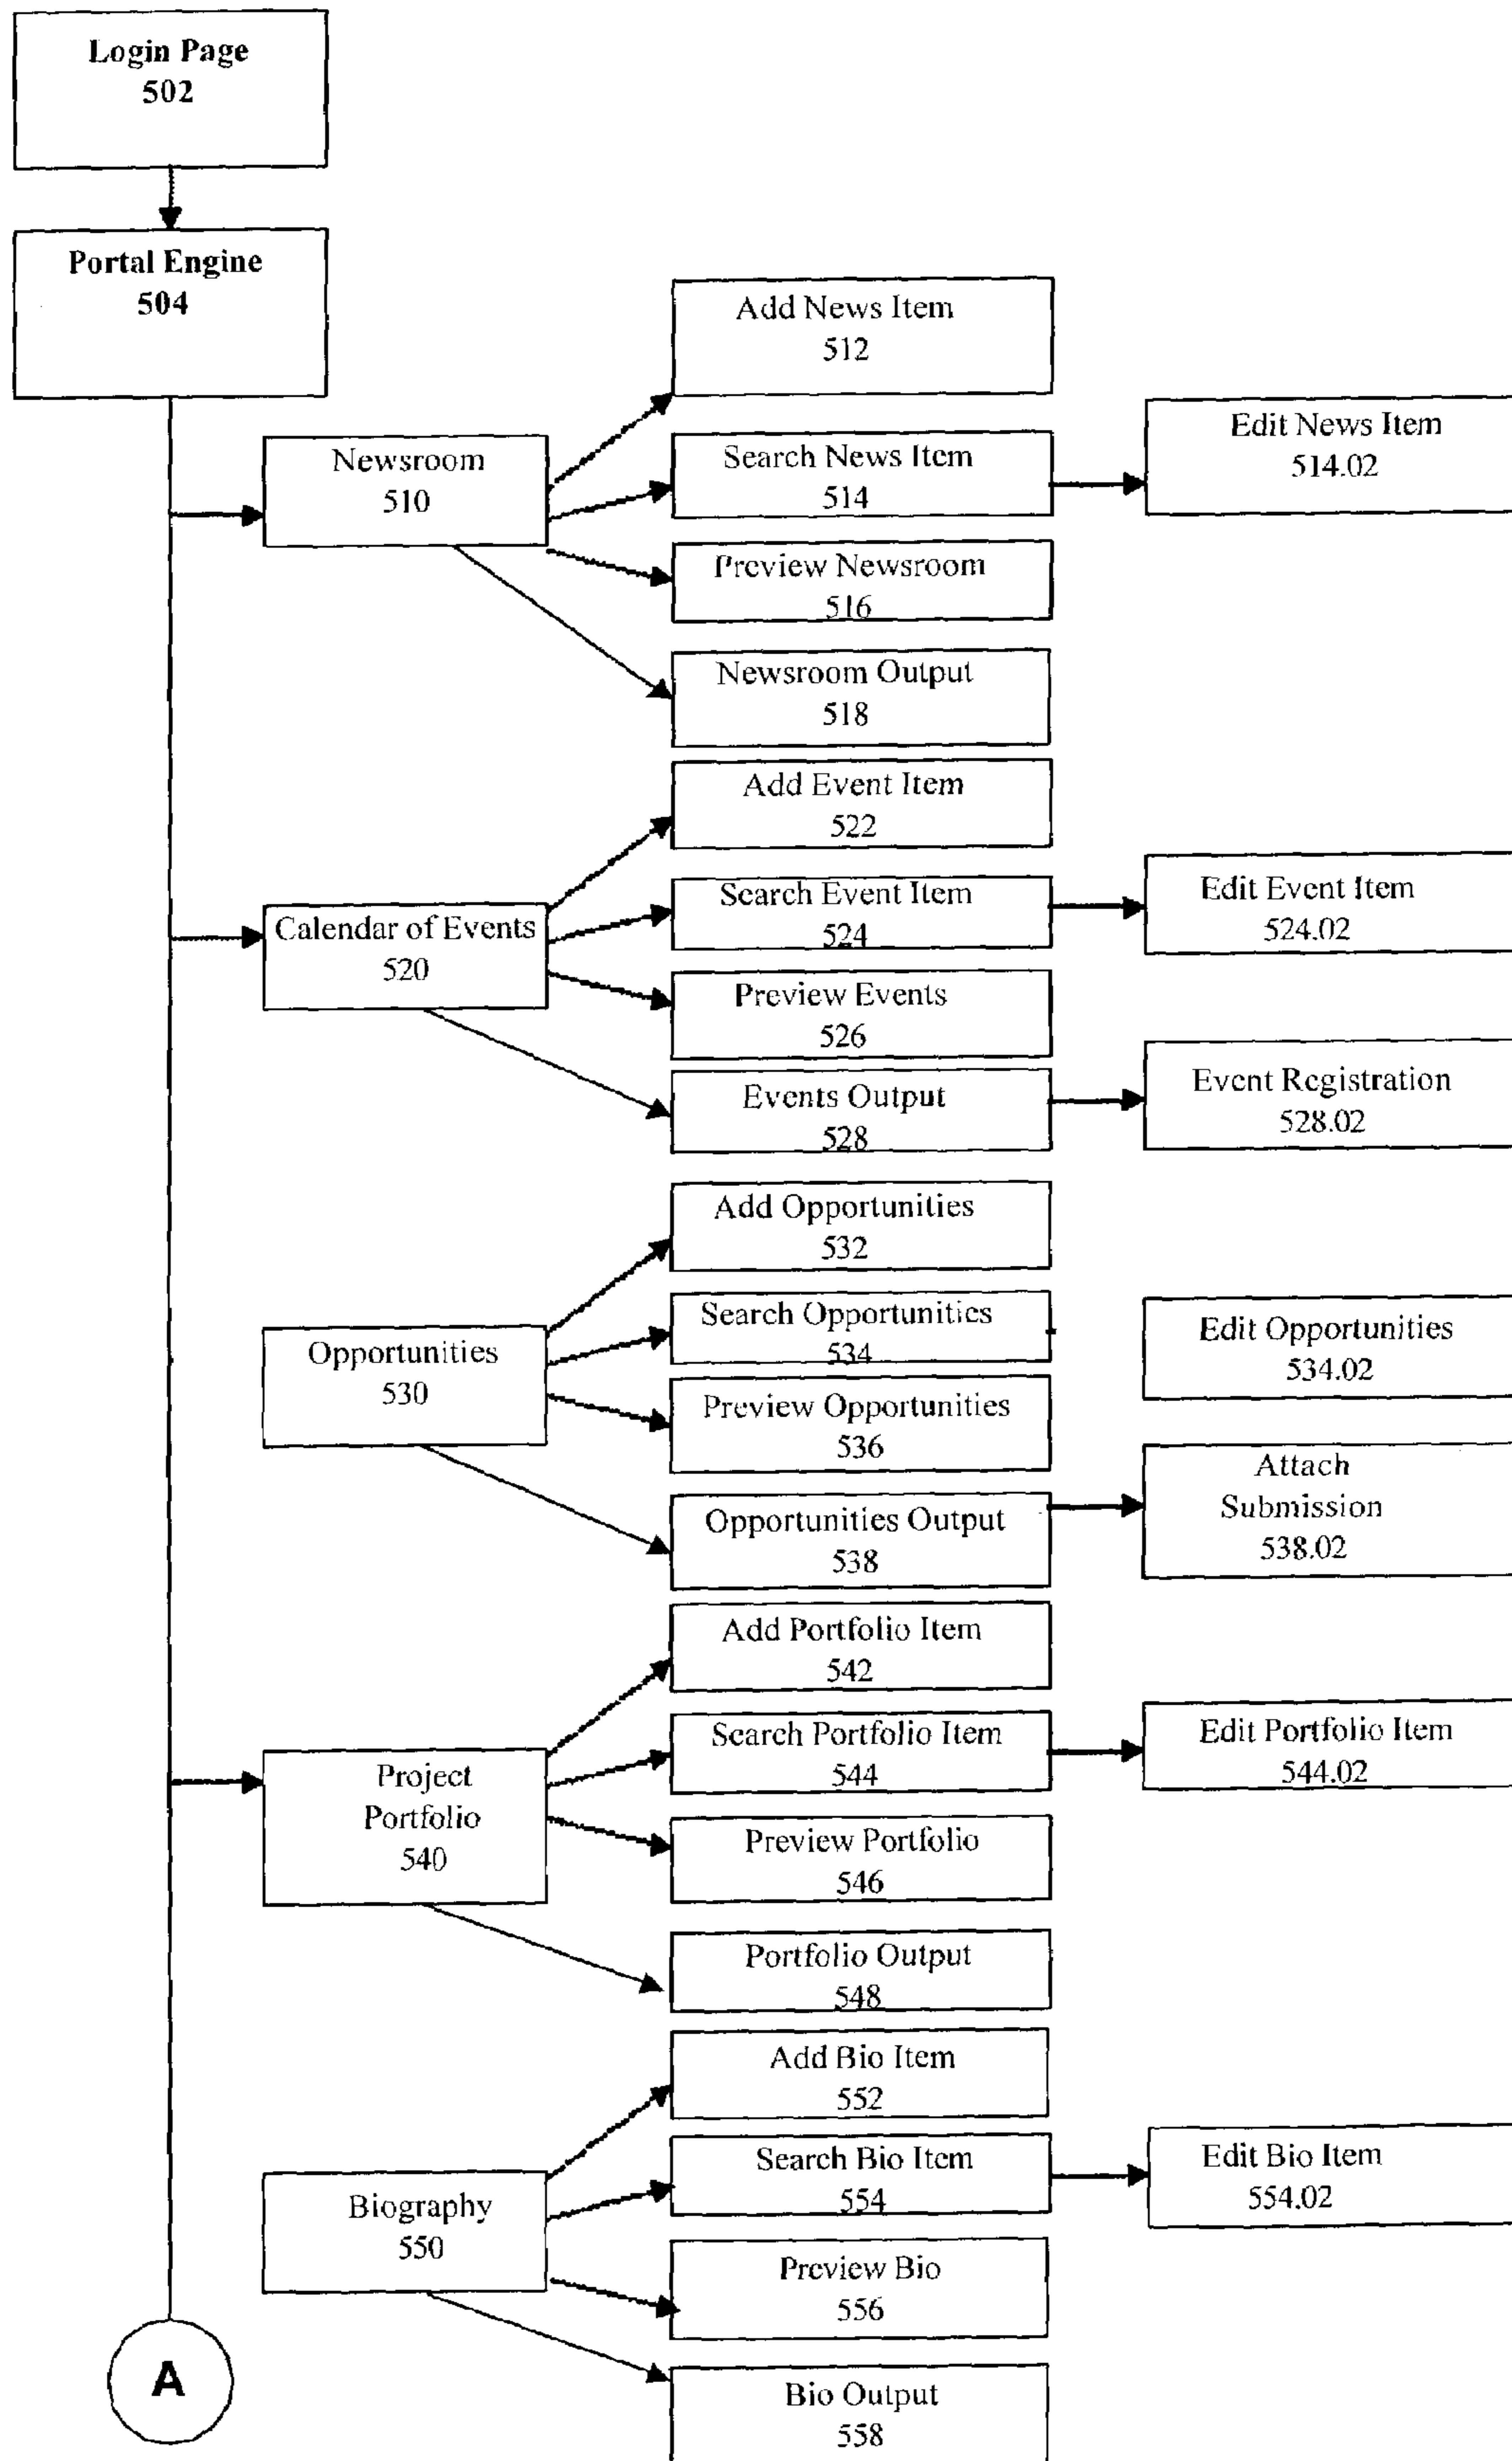 Login Page
502
Portal Engine
504
Newsroom
510
Add News Item
512
Search News Item
514
Edit News Item
514.02
Preview Newsroom
516
Newsroom Output
518
Calendar of Events
520
Add Event Item
522
Search Event Item
524
Edit Event Item
524.02
Preview Events
526
Events Output
528
Event Registration
528.02
Opportunities
530
Add Opportunities
532
Search Opportunities
534
Edit Opportunities
534.02
Preview Opportunities
536
Opportunities Output
538
Attach
Submission
538.02
Project
Portfolio
540
Add Portfolio Item
542
Search Portfolio Item
544
Edit Portfolio Item
544.02
Preview Portfolio
546
Portfolio Output
548
Biography
550
Add Bio Item
552
Search Bio Item
554
Edit Bio Item
554.02
Preview Bio
556
Bio Output
558
A